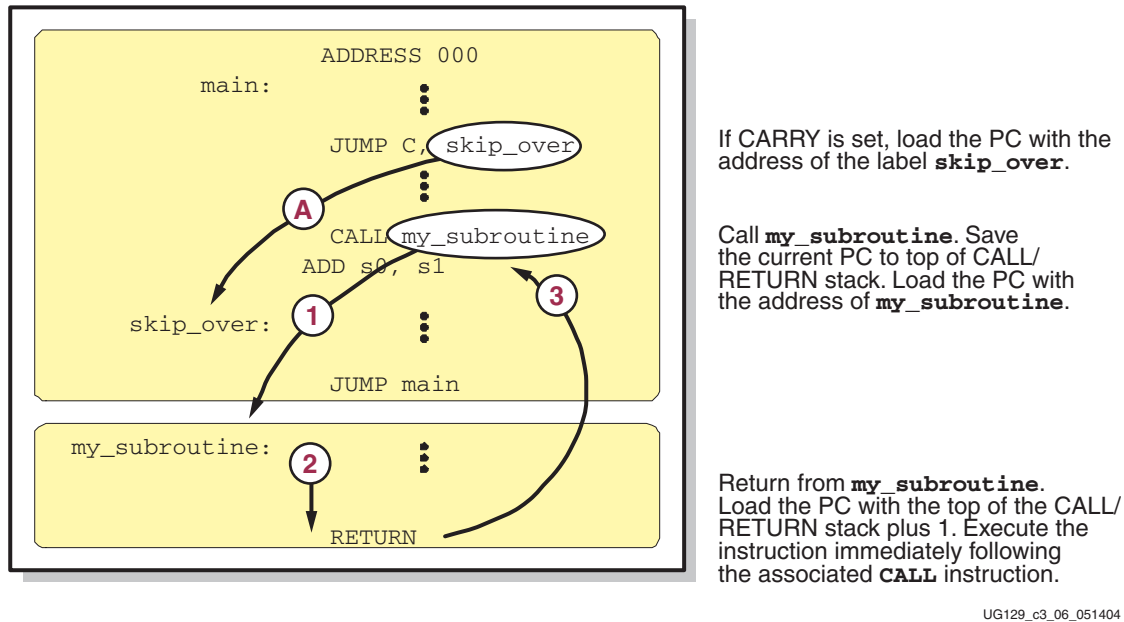 ADDRESS 000
main:
JUMP C, skip_over
If CARRY is set, load the PC with the
address of the label skip_over.
A
CALL my_subroutine
ADD s0, s1
Call my_subroutine. Save
the current PC to top of CALL/
RETURN stack. Load the PC with
the address of my_subroutine.
3
1
skip_over:
JUMP main
my_subroutine:
2
RETURN
Return from my_subroutine.
Load the PC with the top of the CALL/
RETURN stack plus 1. Execute the
instruction immediately following
the associated CALL instruction.
UG129_c3_06_051404